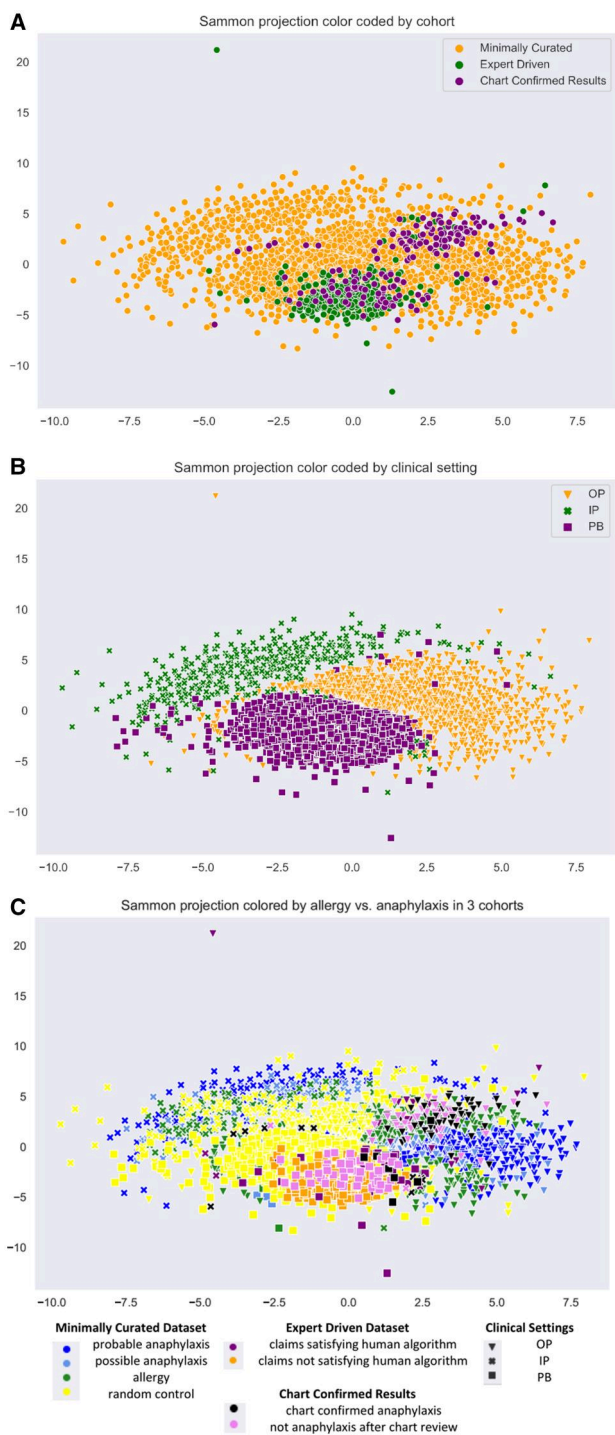 A
Sammon projection color coded by cohort
Minimally Curated
Expert Driven
Chart Confirmed Results
20
15
10
5
0
−5
−10
−10.0 −7.5 −5.0 −2.5 0.0 2.5 5.0 7.5
B
Sammon projection color coded by clinical setting
OP
IP
PB
20
15
10
5
0
−5
−10
−10.0 −7.5 −5.0 −2.5 0.0 2.5 5.0 7.5
C
Sammon projection colored by allergy vs. anaphylaxis in 3 cohorts
20
15
10
5
0
−5
−10
−10.0 −7.5 −5.0 −2.5 0.0 2.5 5.0 7.5
Minimally Curated Dataset
probable anaphylaxis
possible anaphylaxis
allergy
random control
Expert Driven Dataset
claims satisfying human algorithm
claims not satisfying human algorithm
Chart Confirmed Results
chart confirmed anaphylaxis
not anaphylaxis after chart review
Clinical Settings
OP
IP
PB